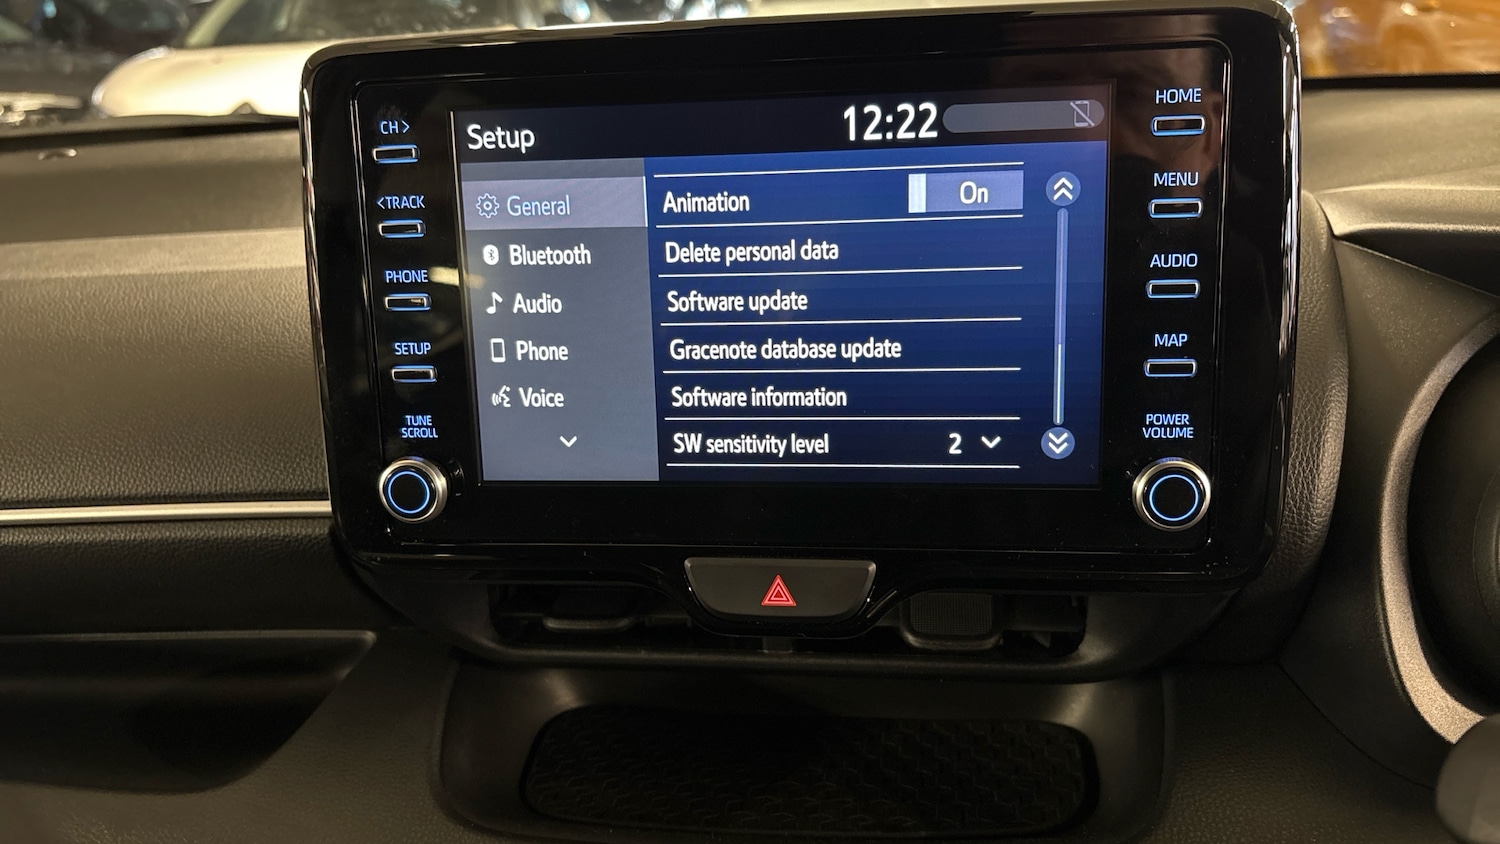 CH >
< TRACK
PHONE
SETUP
TUNE
SCROLL
Setup
12:22
General
Bluetooth
Audio
Phone
Voice
Animation
On
Delete personal data
Software update
Gracenote database update
Software information
SW sensitivity level
2
HOME
MENU
AUDIO
MAP
POWER
VOLUME